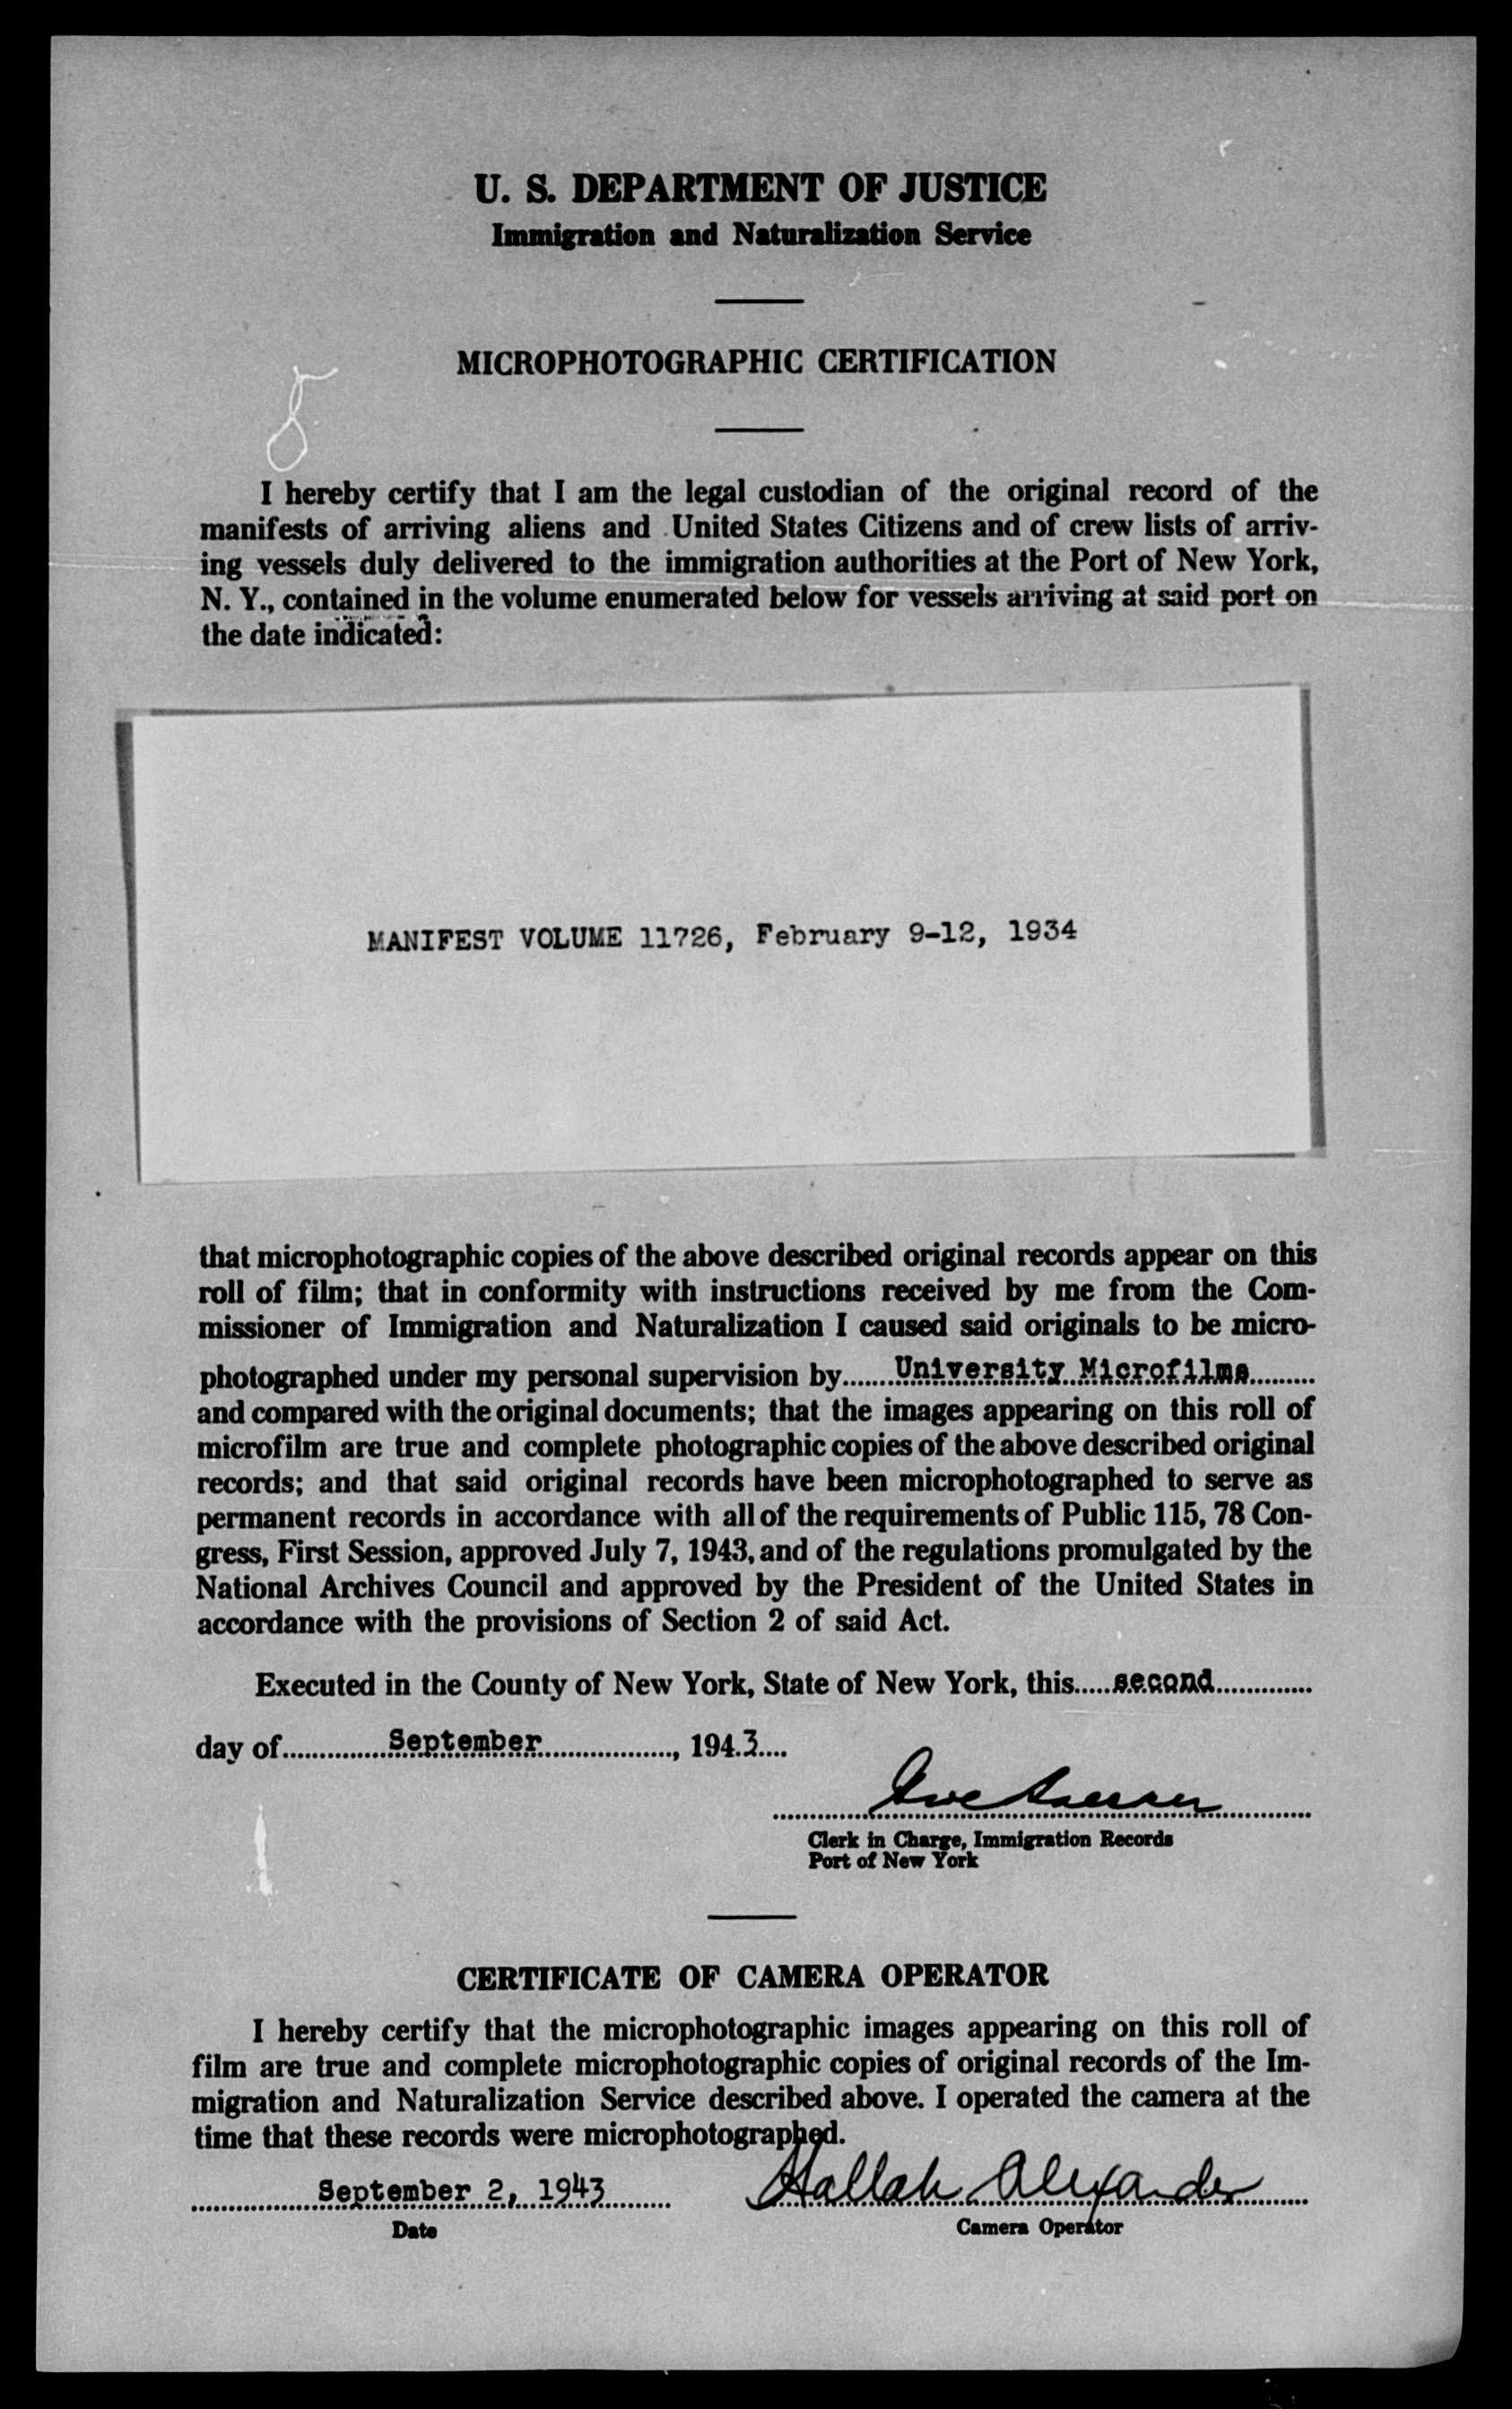 U. S. DEPARTMENT OF JUSTICE
Immigration and Naturalization Service
MICROPHOTOGRAPHIC CERTIFICATION
8
I hereby certify that I am the legal custodian of the original record of the
manifests of arriving aliens and United States Citizens and of crew lists of arriv-
ing vessels duly delivered to the immigration authorities at the Port of New York,
N. Y., contained in the volume enumerated below for vessels arriving at said port on
the date indicated:
MANIFEST VOLUME 11726, February 9-12, 1934
that microphotographic copies of the above described original records appear on this
roll of film; that in conformity with instructions received by me from the Com-
missioner of Immigration and Naturalization I caused said originals to be micro-
photographed under my personal supervision by.......University Microfilms.........
and compared with the original documents; that the images appearing on this roll of
microfilm are true and complete photographic copies of the above described original
records; and that said original records have been microphotographed to serve as
permanent records in accordance with all of the requirements of Public 115, 78 Con-
gress, First Session, approved July 7, 1943, and of the regulations promulgated by the
National Archives Council and approved by the President of the United States in
accordance with the provisions of Section 2 of said Act.
Executed in the County of New York, State of New York, this.....second..............
day of...............September..................., 194.3....
Clerk in Charge, Immigration Records
Port of New York
CERTIFICATE OF CAMERA OPERATOR
I hereby certify that the microphotographic images appearing on this roll of
film are true and complete microphotographic copies of original records of the Im-
migration and Naturalization Service described above. I operated the camera at the
time that these records were microphotographed.
September 2, 1943 Hallah Alexander
Date Camera Operator